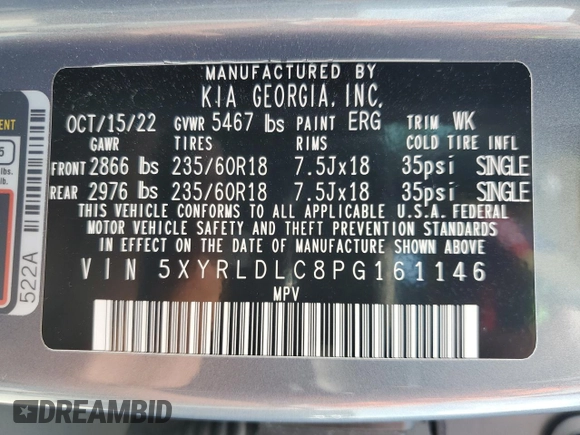 MANUFACTURED BY
KIA GEORGIA, INC.
OCT/15/22 GVWR 5467 lbs PAINT ERG TRIM WK
GAWR TIRES RIMS COLD TIRE INFL
FRONT 2866 lbs 235/60R18 7.5Jx18 35psi SINGLE
REAR 2976 lbs 235/60R18 7.5Jx18 35psi SINGLE
THIS VEHICLE CONFORMS TO ALL APPLICABLE U.S.A. FEDERAL
MOTOR VEHICLE SAFETY AND THEFT PREVENTION STANDARDS
IN EFFECT ON THE DATE OF MANUFACTURE SHOWN ABOVE.
VIN 5XYRLDLC8PG161146
MPV
522A
DREAMBID